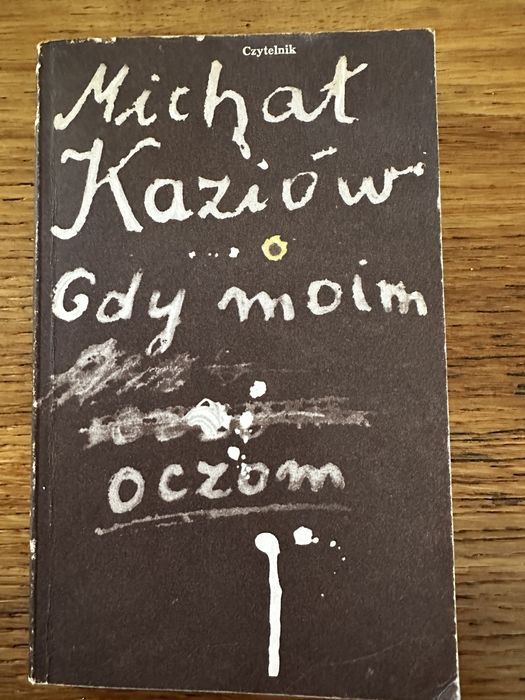 Czytelnik
Michał
Kaziów
Gdy moim
oczom